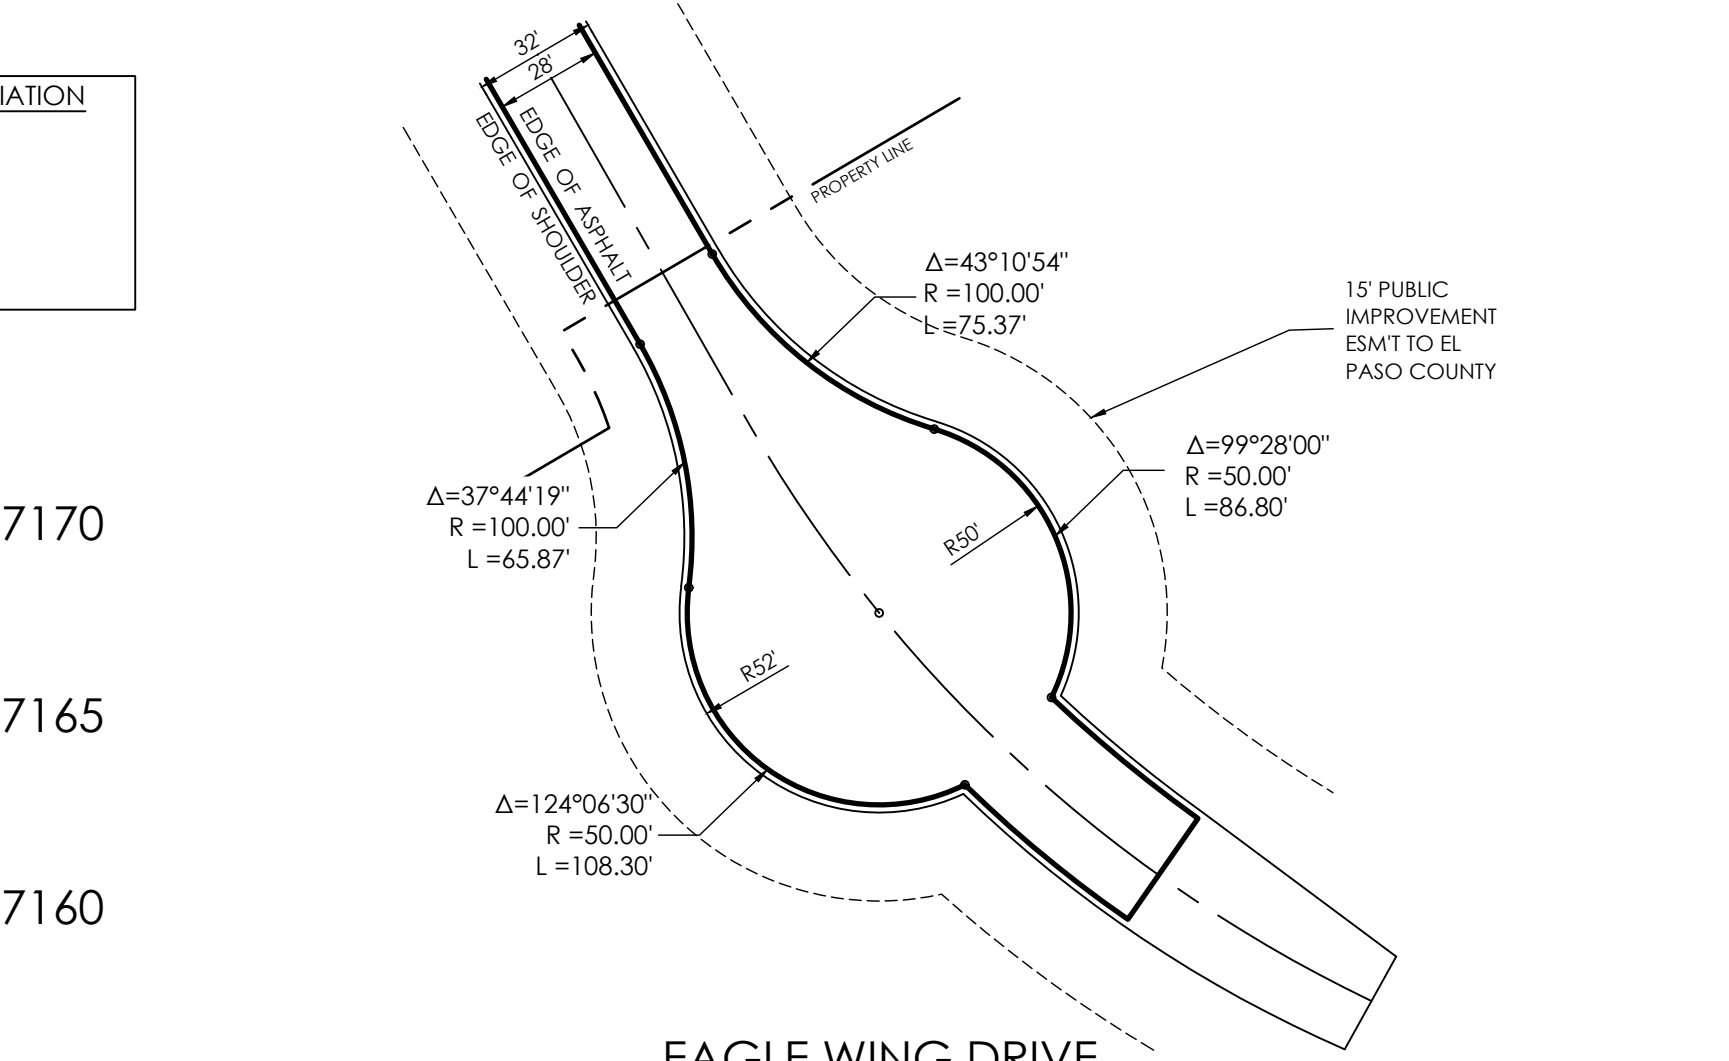 32'
28'
IATION
EDGE OF ASPHALT
EDGE OF SHOULDER
PROPERTY LINE
Δ=43°10'54"
R =100.00'
L =75.37'
15' PUBLIC
IMPROVEMENT
ESM'T TO EL
PASO COUNTY
Δ=99°28'00"
R =50.00'
L =86.80'
Δ=37°44'19"
R =100.00'
L =65.87'
7170
R50'
R52'
7165
Δ=124°06'30"
R =50.00'
L =108.30'
7160
EAGLE WING DRIVE